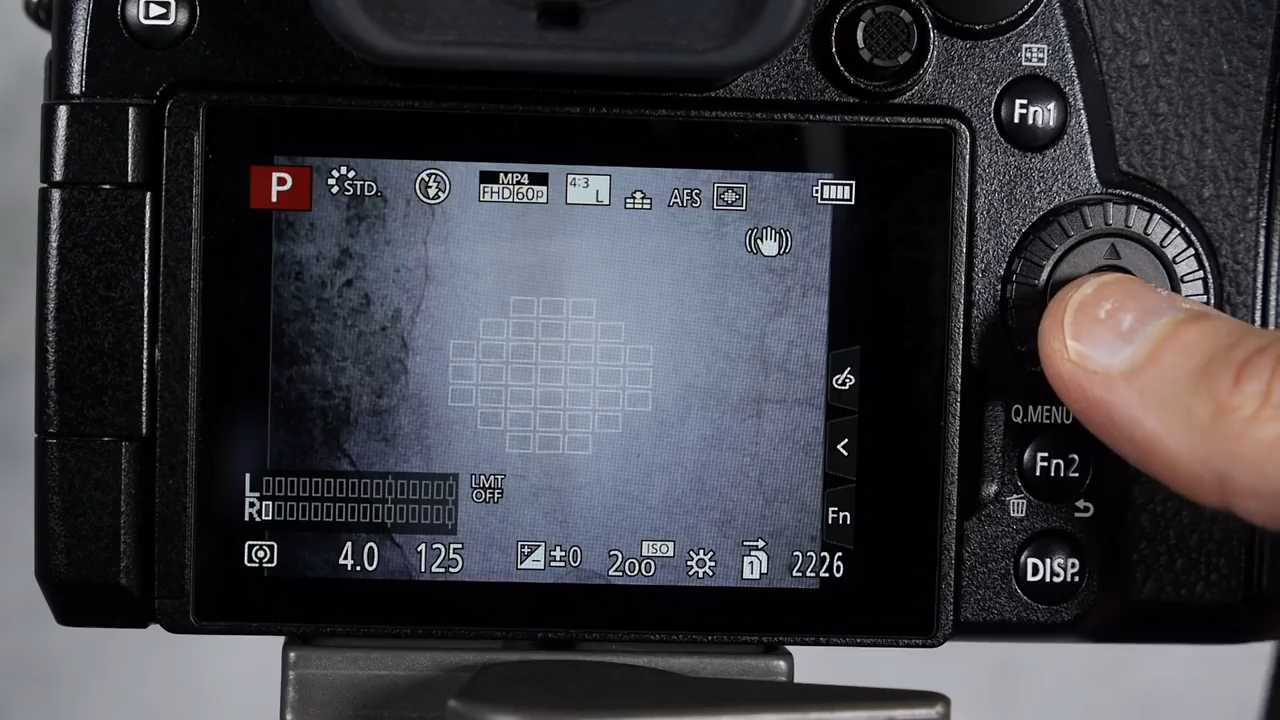 Fn1
P
STD.
MP4
FHD 60p
4:3
L
AFS
Q.MENU
Fn2
L
R
LMT
OFF
Fn
4.0
125
±0
200
ISO
1
2226
DISP.